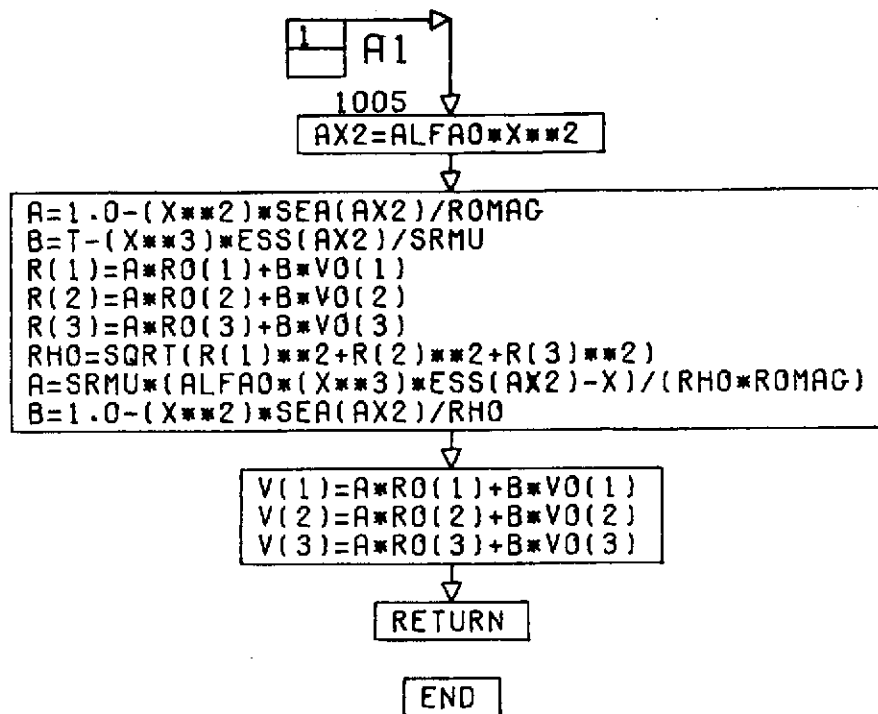 1
A1
1005
AX2=ALFA0*X**2
A=1.0-(X**2)*SEA(AX2)/R0MAG
B=T-(X**3)*ESS(AX2)/SRMU
R(1)=A*R0(1)+B*V0(1)
R(2)=A*R0(2)+B*V0(2)
R(3)=A*R0(3)+B*V0(3)
RHO=SQRT(R(1)**2+R(2)**2+R(3)**2)
A=SRMU*(ALFA0*(X**3)*ESS(AX2)-X)/(RHO*R0MAG)
B=1.0-(X**2)*SEA(AX2)/RHO
V(1)=A*R0(1)+B*V0(1)
V(2)=A*R0(2)+B*V0(2)
V(3)=A*R0(3)+B*V0(3)
RETURN
END